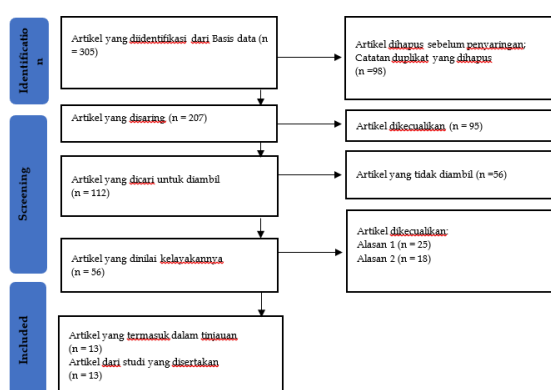 Identificatio
n
Artikel yang diidentifikasi dari Basis data (n
= 305)
Artikel dihapus sebelum penyaringan:
Catatan duplikat yang dihapus
(n =98)
Screening
Artikel yang disaring (n = 207)
Artikel dikecualikan (n = 95)
Artikel yang dicari untuk diambil
(n = 112)
Artikel yang tidak diambil (n =56)
Artikel yang dinilai kelayakannya
(n = 56)
Artikel dikecualikan:
Alasan 1 (n = 25)
Alasan 2 (n = 18)
Included
Artikel yang termasuk dalam tinjauan
(n = 13)
Artikel dari studi yang disertakan
(n = 13)